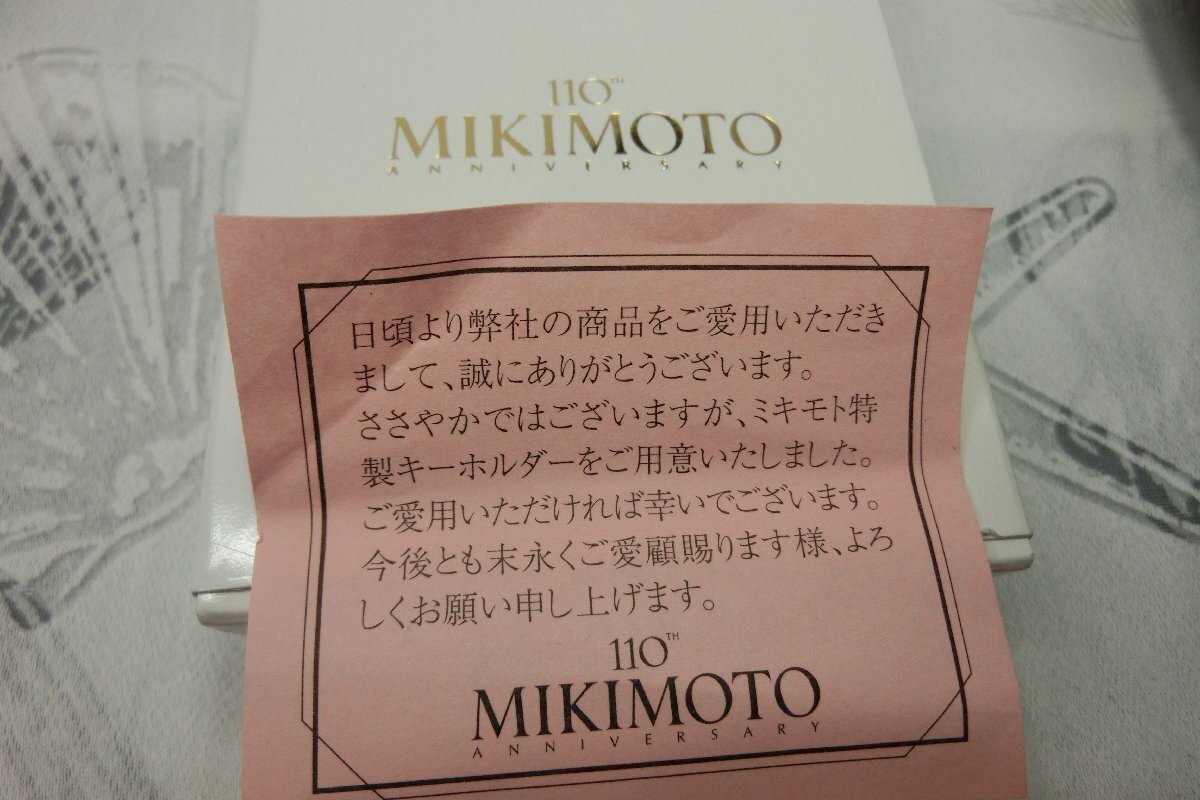 110TH
MIKIMOTO
ANNIVERSARY
日頃より弊社の商品をご愛用いただき
まして、誠にありがとうございます。
ささやかではございますが、ミキモト特
製キーホルダーをご用意いたしました。
ご愛用いただければ幸いでございます。
今後とも末永くご愛顧賜ります様、よろ
しくお願い申し上げます。
110TH
MIKIMOTO
ANNIVERSARY